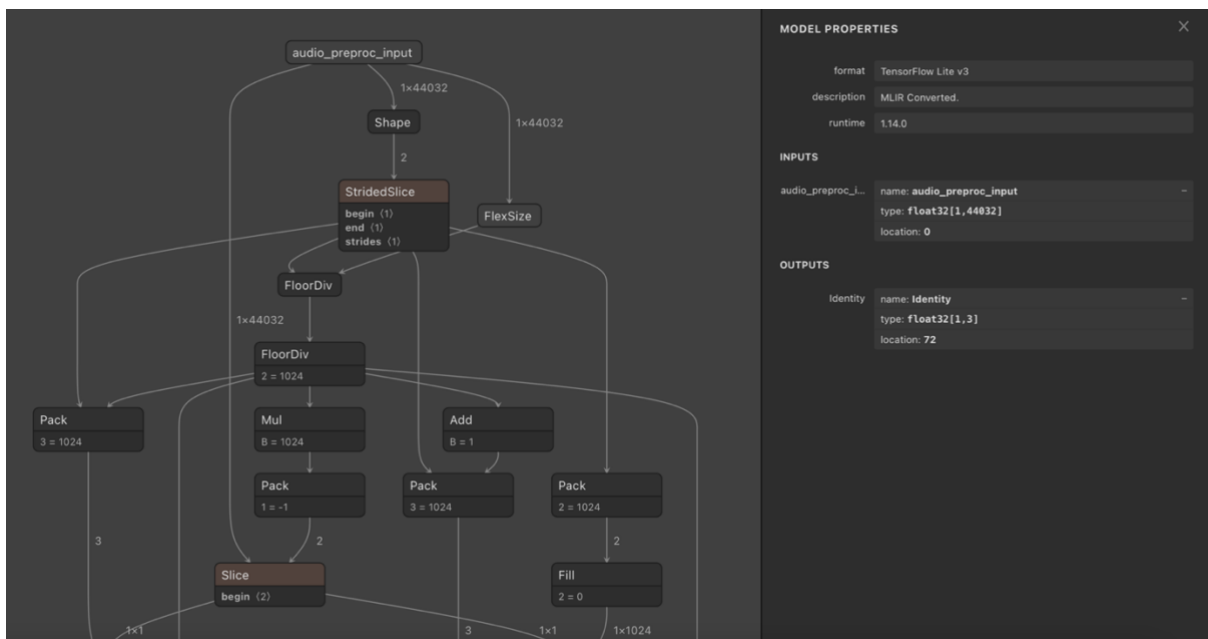 audio_preproc_input
1×44032
Shape
1×44032
2
StridedSlice
begin ⟨1⟩
end ⟨1⟩
strides ⟨1⟩
FlexSize
FloorDiv
1×44032
FloorDiv
2 = 1024
Pack
3 = 1024
Mul
B = 1024
Add
B = 1
Pack
1 = -1
Pack
3 = 1024
Pack
2 = 1024
3
2
2
Slice
begin ⟨2⟩
Fill
2 = 0
1×1
3
1×1
1×1024
MODEL PROPERTIES
×
format
TensorFlow Lite v3
description
MLIR Converted.
runtime
1.14.0
INPUTS
audio_preproc_i...
name: audio_preproc_input
–
type: float32[1,44032]
location: 0
OUTPUTS
Identity
name: Identity
–
type: float32[1,3]
location: 72